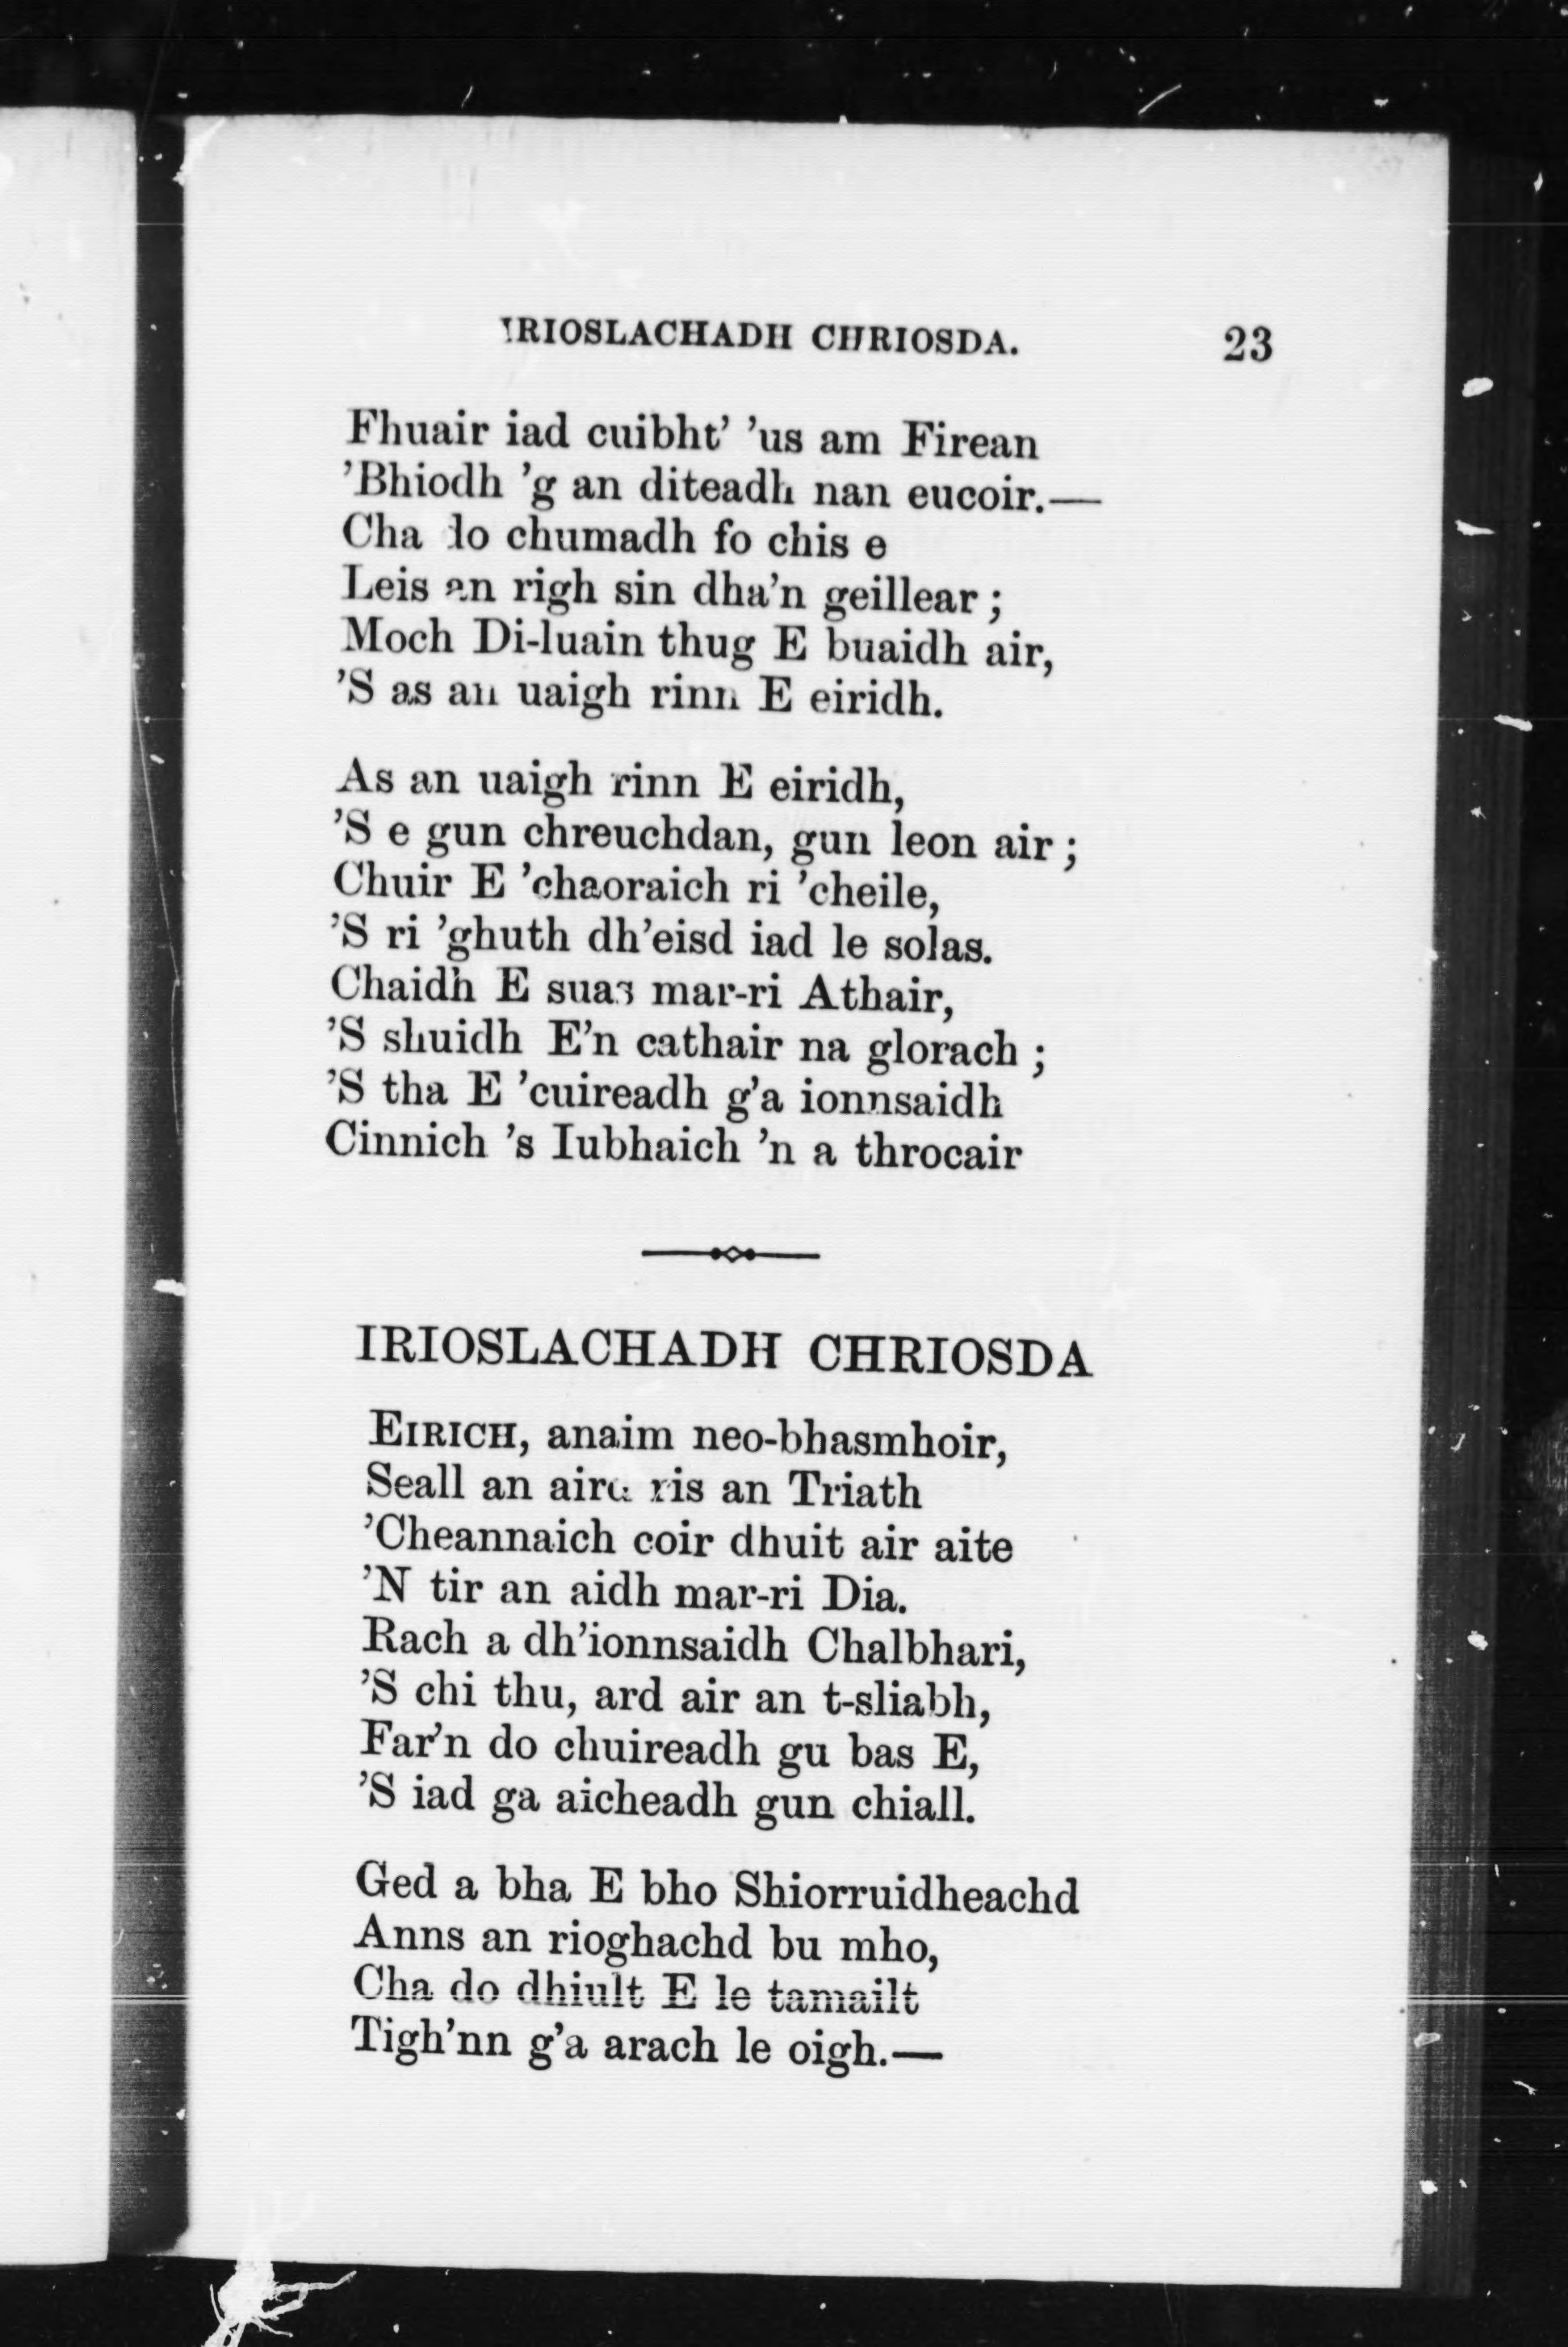 IRIOSLACHADH CHRIOSDA. 23
Fhuair iad cuibht' 'us am Firean
'Bhiodh 'g an diteadh nan eucoir.—
Cha do chumadh fo chis e
Leis an righ sin dha'n geillear ;
Moch Di-luain thug E buaidh air,
'S as an uaigh rinn E eiridh.
As an uaigh rinn E eiridh,
'S e gun chreuchdan, gun leon air ;
Chuir E 'chaoraich ri 'cheile,
'S ri 'ghuth dh'eisd iad le solas.
Chaidh E suas mar-ri Athair,
'S shuidh E'n cathair na glorach ;
'S tha E 'cuireadh g'a ionnsaidh
Cinnich 's Iubhaich 'n a throcair
IRIOSLACHADH CHRIOSDA
EIRICH, anaim neo-bhasmhoir,
Seall an aird ris an Triath
'Cheannaich coir dhuit air aite
'N tir an aidh mar-ri Dia.
Rach a dh'ionnsaidh Chalbhari,
'S chi thu, ard air an t-sliabh,
Far'n do chuireadh gu bas E,
'S iad ga aicheadh gun chiall.
Ged a bha E bho Shiorruidheachd
Anns an rioghachd bu mho,
Cha do dhiult E le tamailt
Tigh'nn g'a arach le oigh.—